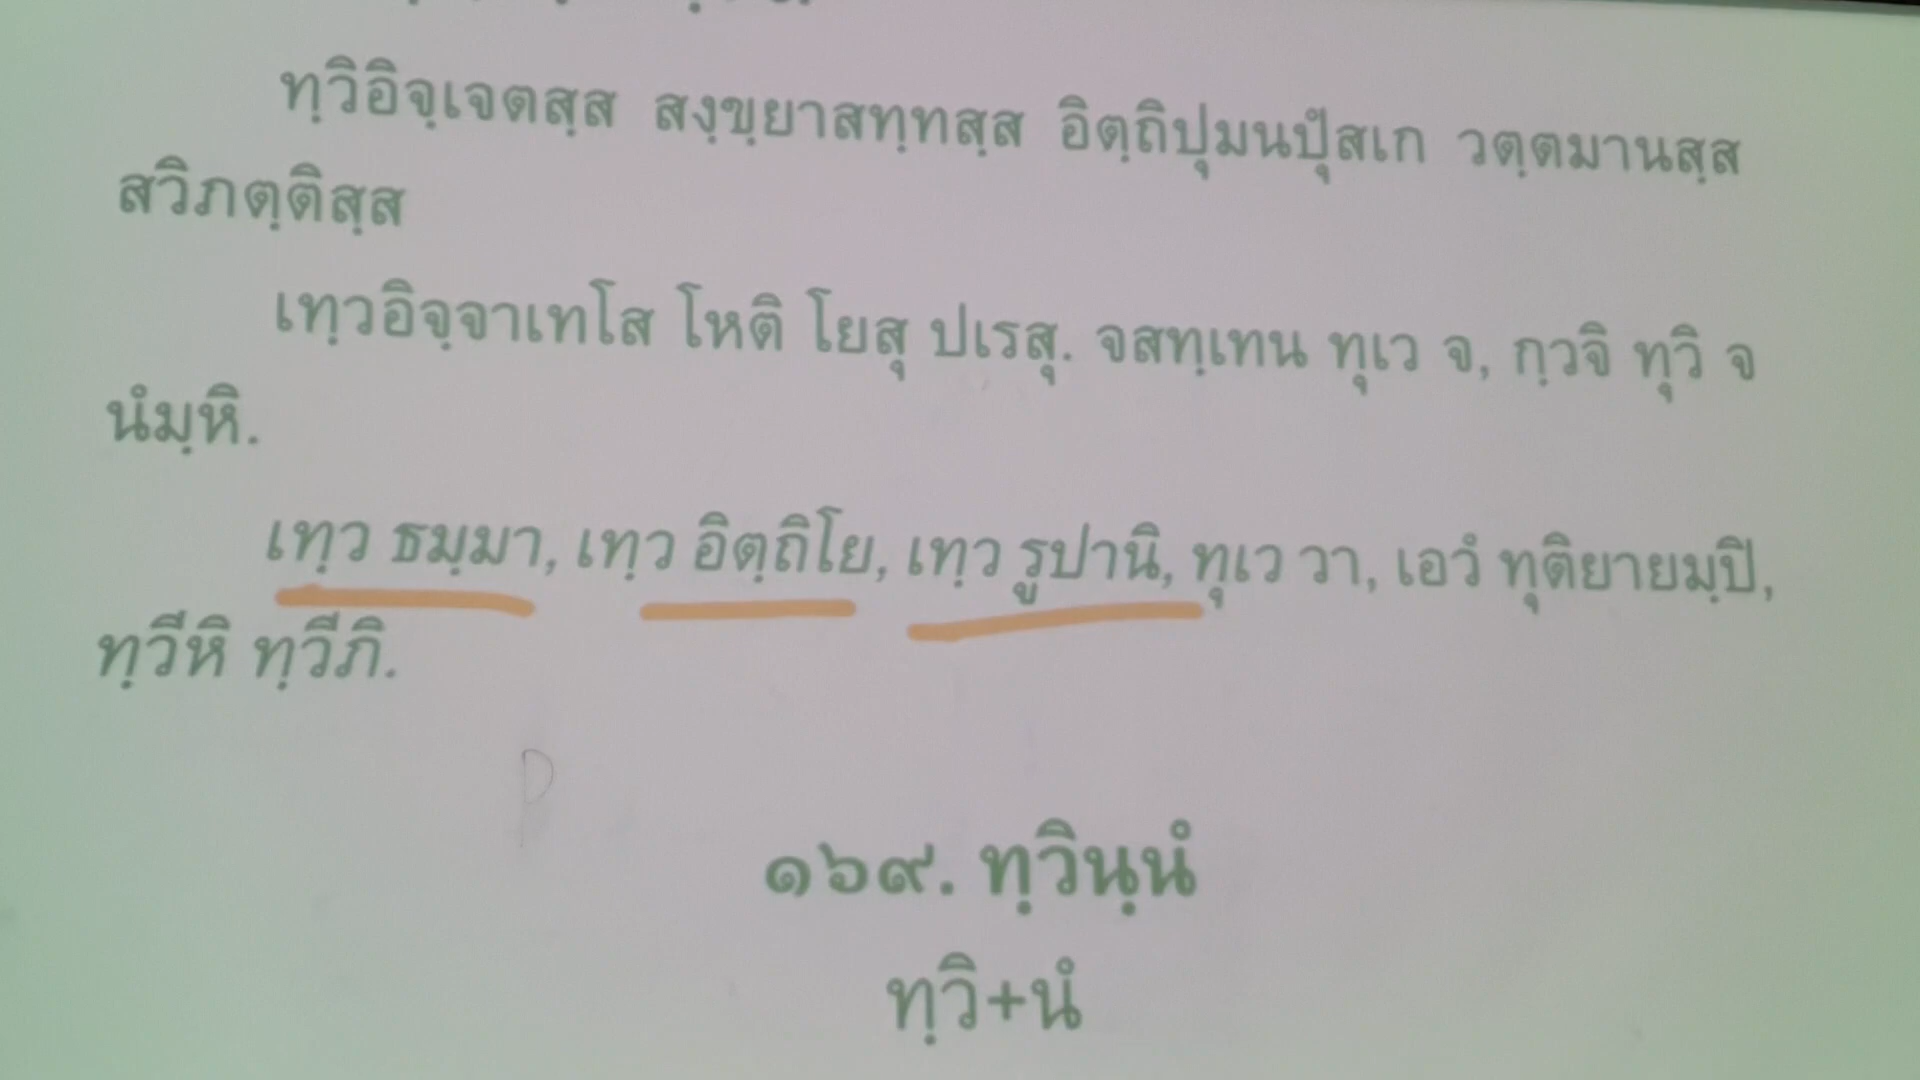 ทฺวิอิจฺเจตสฺส สงฺขฺยาสทฺทสฺส อิตฺถิปุมนปุํสเก วตฺตมานสฺส
สวิภตฺติสฺส
เทฺวอิจฺจาเทโส โหติ โยสุ ปเรสุ. จสทฺเทน ทุเว จ, กฺวจิ ทุวิ จ
นํมฺหิ.
เทฺว ธมฺมา, เทฺว อิตฺถิโย, เทฺว รูปานิ, ทุเว วา, เอวํ ทุติยายมฺปิ,
ทฺวีหิ ทฺวีภิ.
๑๖๙. ทฺวินฺนํ
ทฺวิ+นํ